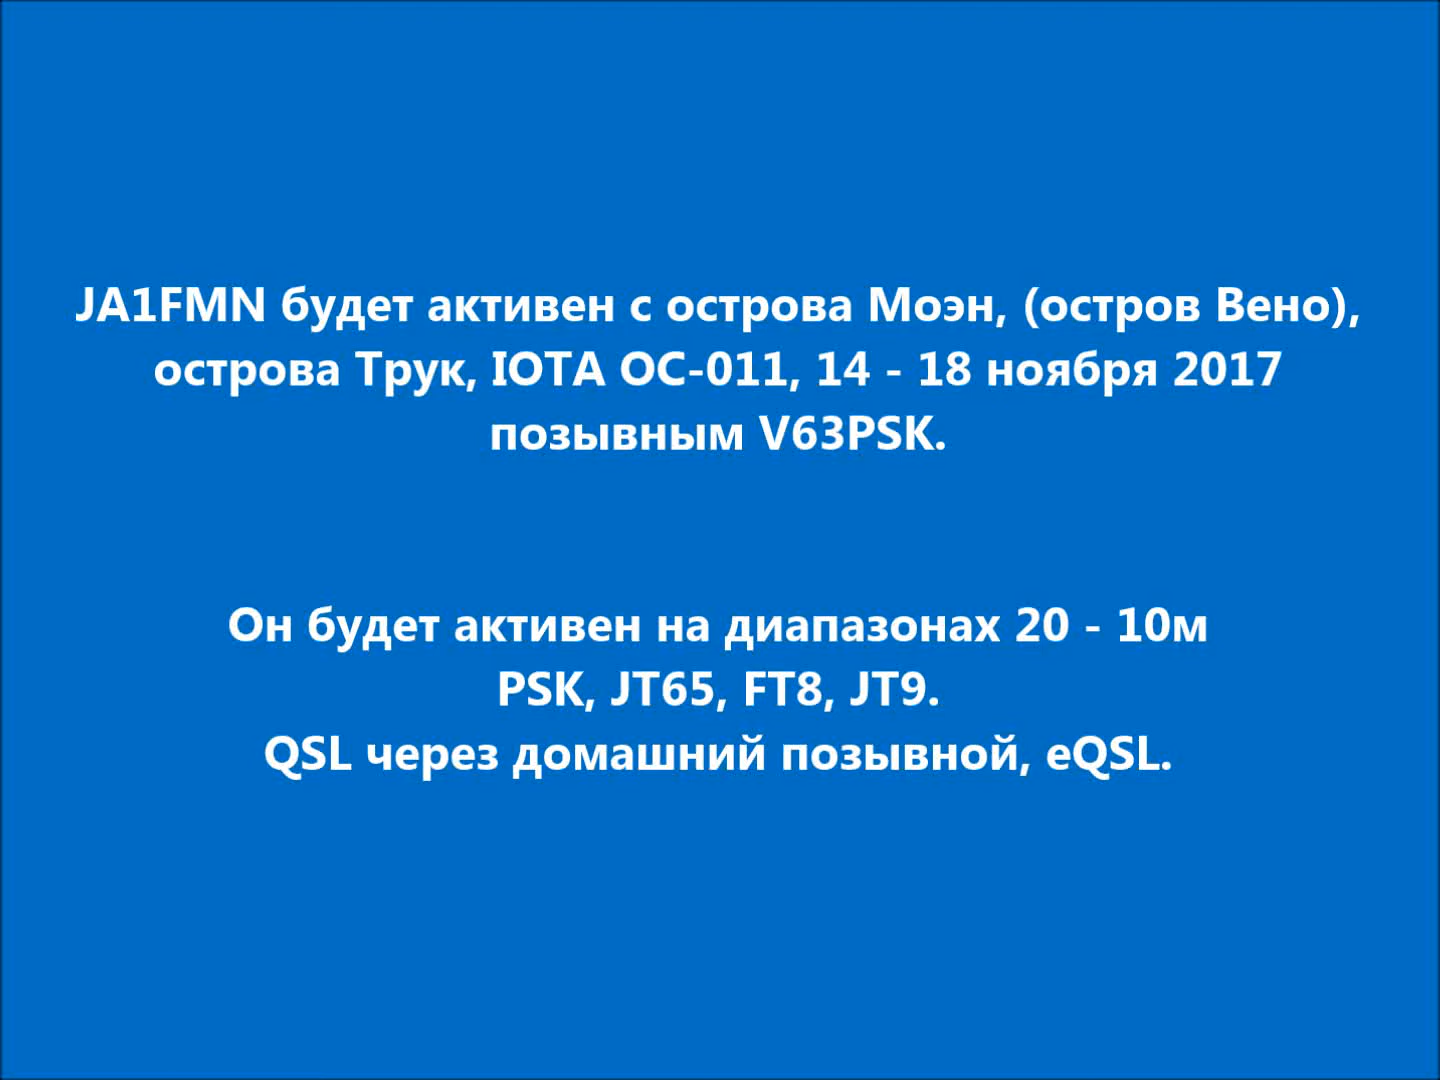 JA1FMN будет активен с острова Моэн, (остров Вено),
острова Трук, IOTA OC-011, 14 - 18 ноября 2017
позывным V63PSK.
Он будет активен на диапазонах 20 - 10м
PSK, JT65, FT8, JT9.
QSL через домашний позывной, eQSL.